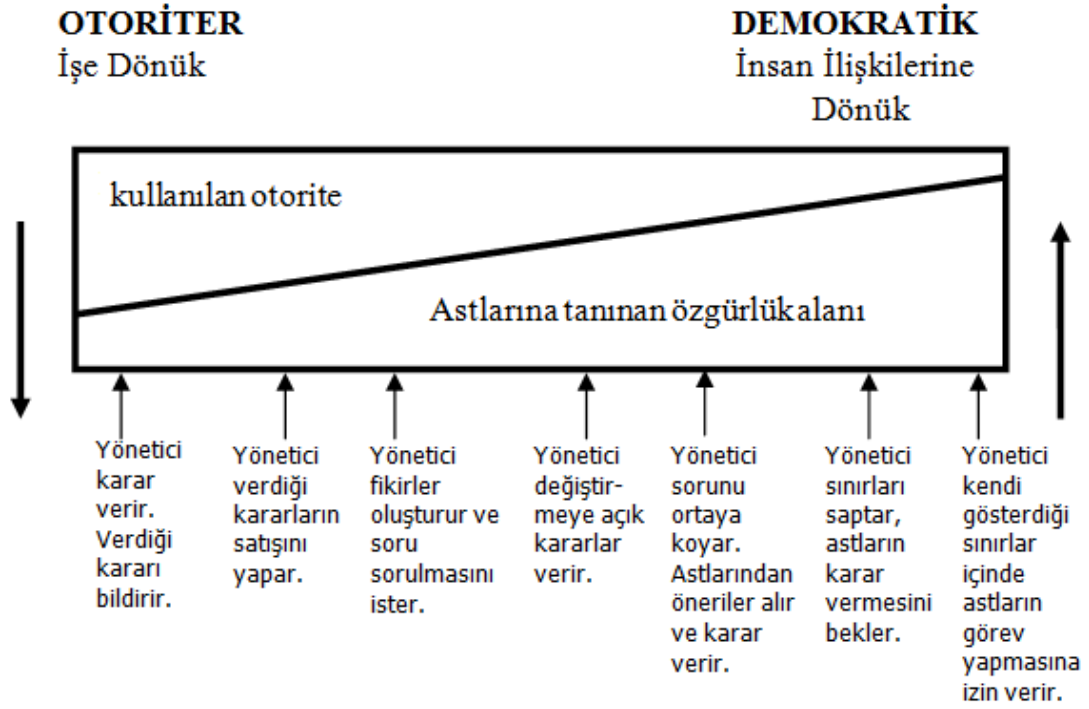 OTORİTER
İşe Dönük
DEMOKRATİK
İnsan İlişkilerine
Dönük
kullanılan otorite
Astlarına tanınan özgürlük alanı
Yönetici
karar
verir.
Verdiği
kararı
bildirir.
Yönetici
verdiği
kararların
satışını
yapar.
Yönetici
fikirler
oluşturur ve
soru
sorulmasını
ister.
Yönetici
değiştir-
meye açık
kararlar
verir.
Yönetici
sorunu
ortaya
koyar.
Astlarından
öneriler alır
ve karar
verir.
Yönetici
sınırları
saptar,
astların
karar
vermesini
bekler.
Yönetici
kendi
gösterdiği
sınırlar
içinde
astların
görev
yapmasına
izin verir.